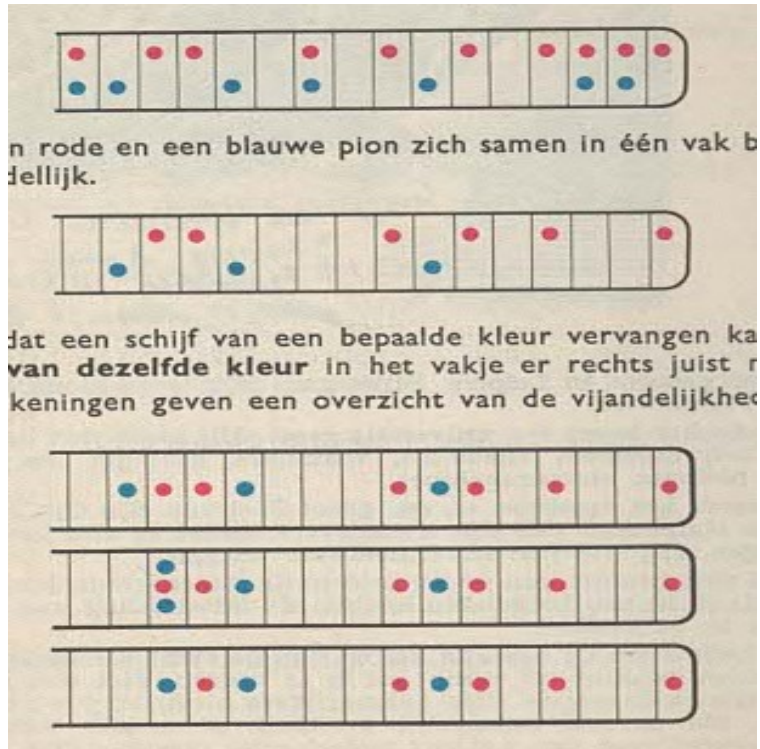 n rode en een blauwe pion zich samen in één vak b
dellijk.
dat een schijf van een bepaalde kleur vervangen ka
van dezelfde kleur in het vakje er rechts juist
keningen geven een overzicht van de vijandelijkhe